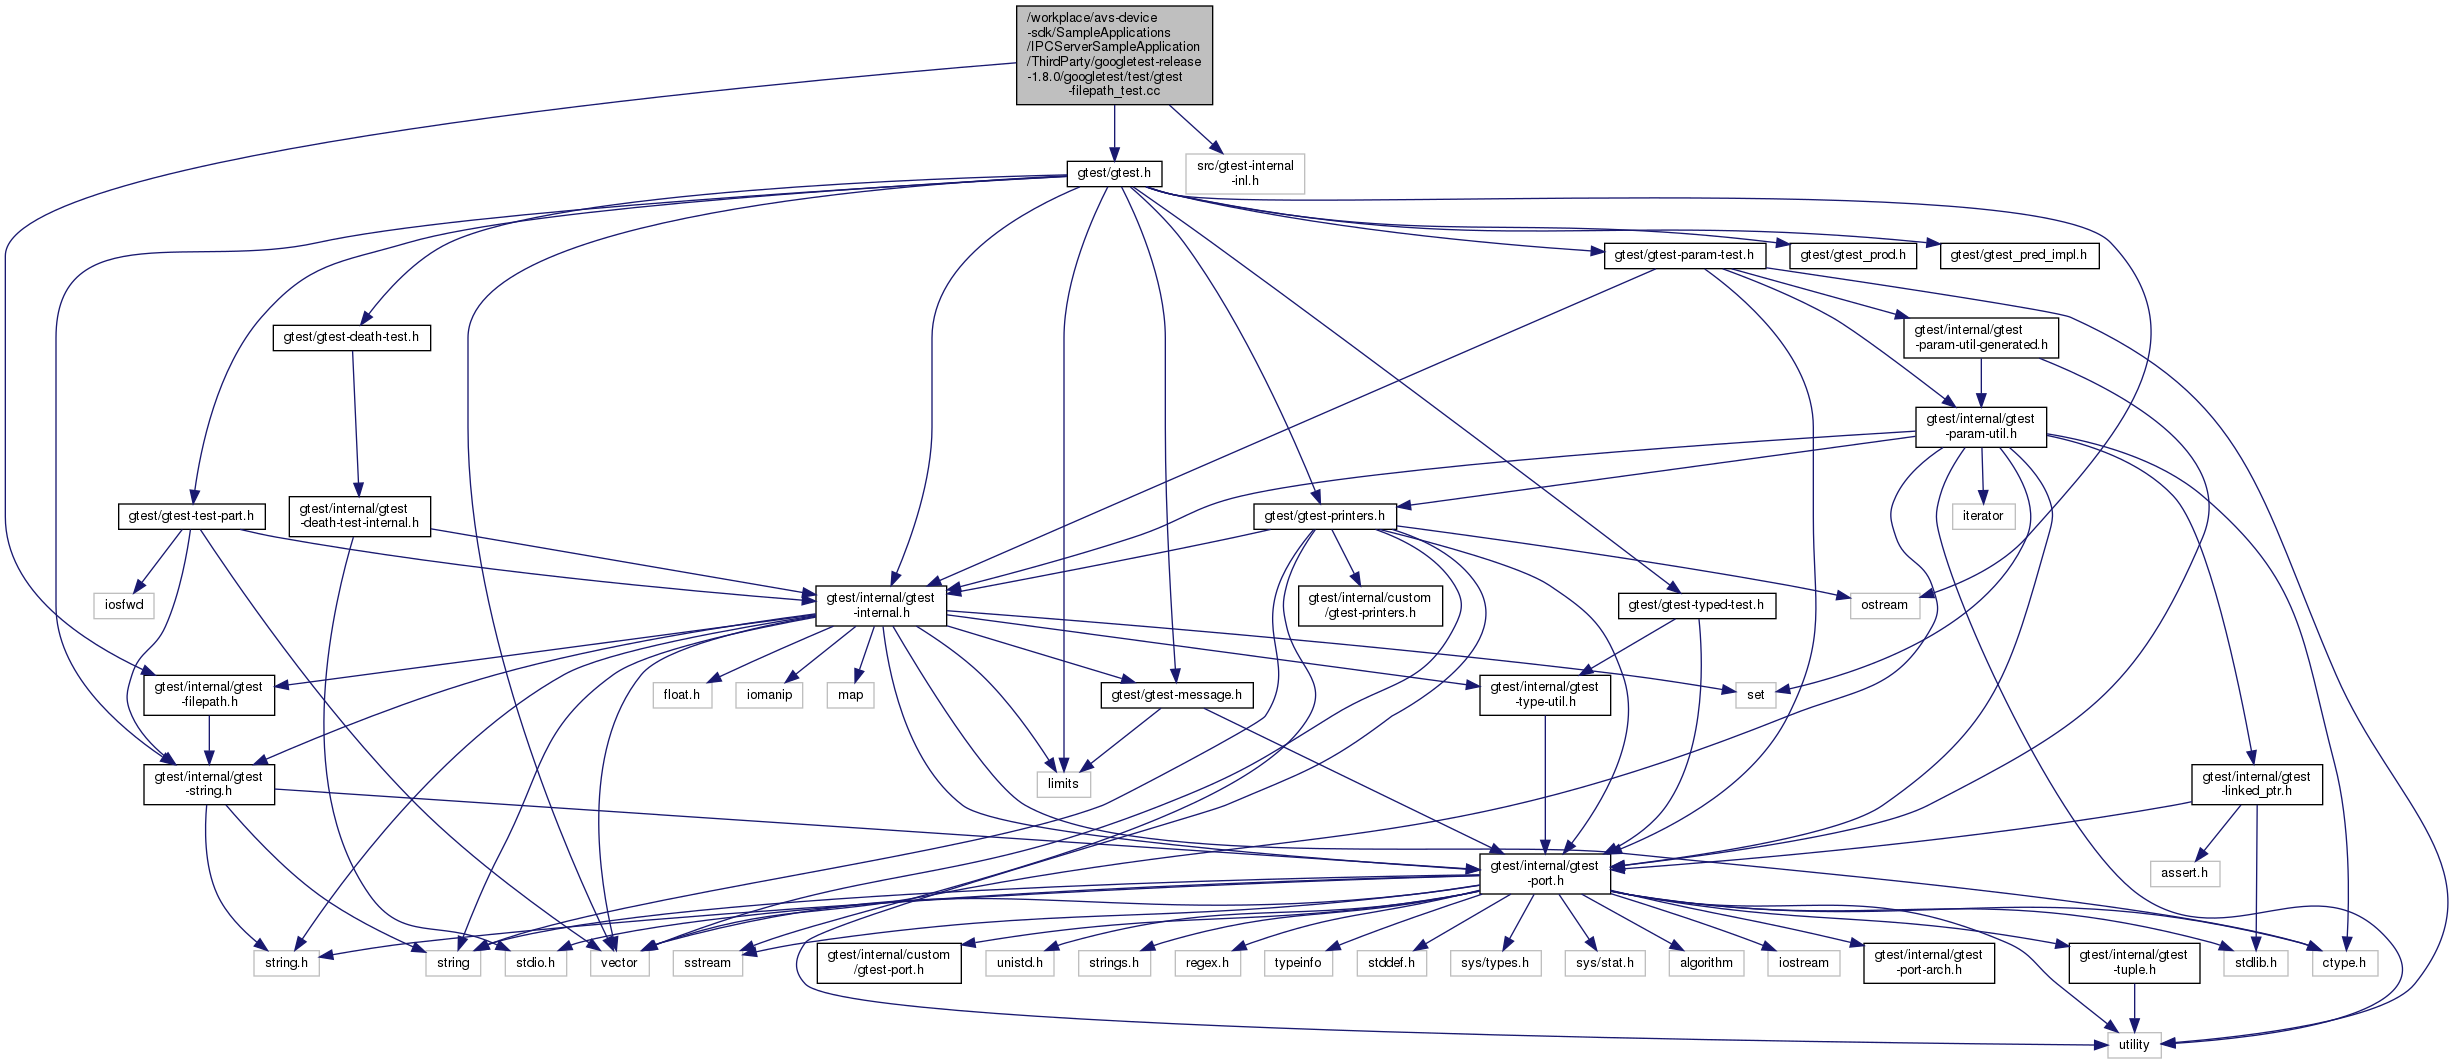 /workplace/avs-device
-sdk/SampleApplications
/IPCServerSampleApplication
/ThirdParty/googletest-release
-1.8.0/googletest/test/gtest
-filepath_test.cc
gtest/gtest.h
src/gtest-internal
-inl.h
gtest/gtest-param-test.h
gtest/gtest_prod.h
gtest/gtest_pred_impl.h
gtest/gtest-death-test.h
gtest/internal/gtest
-param-util-generated.h
gtest/internal/gtest
-param-util.h
gtest/gtest-test-part.h
gtest/internal/gtest
-death-test-internal.h
gtest/gtest-printers.h
iterator
iosfwd
gtest/internal/gtest
-internal.h
gtest/internal/custom
/gtest-printers.h
gtest/gtest-typed-test.h
ostream
gtest/internal/gtest
-filepath.h
float.h
iomanip
map
gtest/gtest-message.h
gtest/internal/gtest
-type-util.h
set
gtest/internal/gtest
-string.h
limits
gtest/internal/gtest
-linked_ptr.h
gtest/internal/gtest
-port.h
assert.h
string.h
string
stdio.h
vector
sstream
gtest/internal/custom
/gtest-port.h
unistd.h
strings.h
regex.h
typeinfo
stddef.h
sys/types.h
sys/stat.h
algorithm
iostream
gtest/internal/gtest
-port-arch.h
gtest/internal/gtest
-tuple.h
stdlib.h
ctype.h
utility